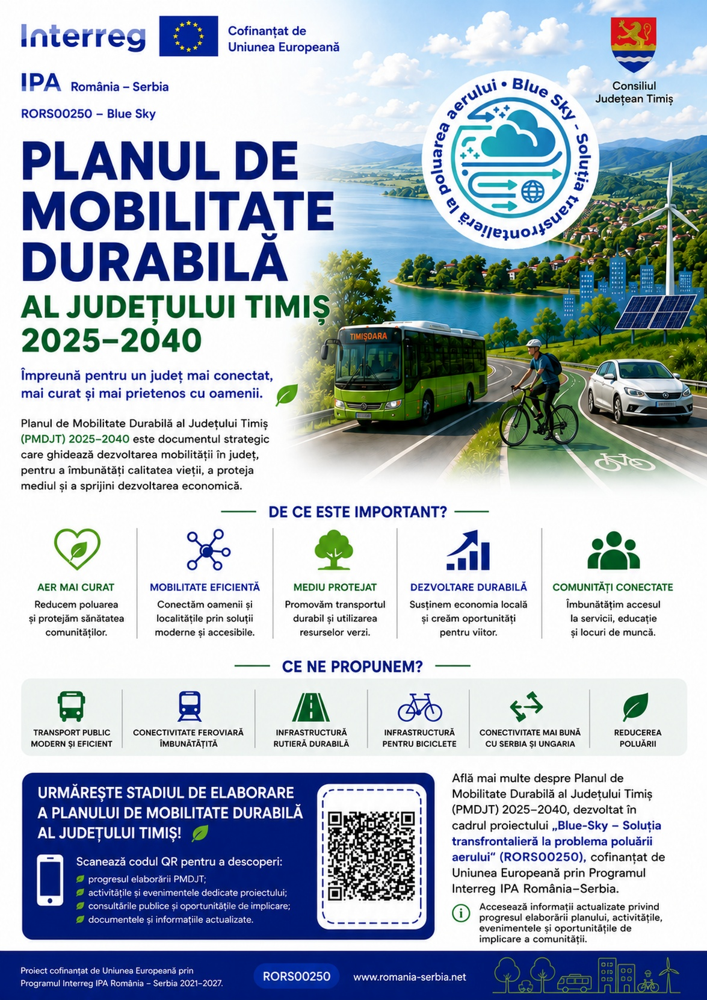 Interreg
Cofinanțat de
Uniunea Europeană
IPA România – Serbia
RORS00250 – Blue Sky
Consiliul
Județean Timiș
Blue Sky - Soluția transfrontalieră la poluarea aerului •
PLANUL DE
MOBILITATE
DURABILĂ
AL JUDEȚULUI TIMIȘ
2025–2040
Împreună pentru un județ mai conectat,
mai curat și mai prietenos cu oamenii.
TIMIȘOARA
Planul de Mobilitate Durabilă al Județului Timiș
(PMDJT) 2025–2040 este documentul strategic
care ghidează dezvoltarea mobilității în județ,
pentru a îmbunătăți calitatea vieții, a proteja
mediul și a sprijini dezvoltarea economică.
DE CE ESTE IMPORTANT?
AER MAI CURAT
Reducem poluarea
și protejăm sănătatea
comunităților.
MOBILITATE EFICIENTĂ
Conectăm oamenii și
localitățile prin soluții
moderne și accesibile.
MEDIU PROTEJAT
Promovăm transportul
durabil și utilizarea
resurselor verzi.
DEZVOLTARE DURABILĂ
Susținem economia locală
și creăm oportunități
pentru viitor.
COMUNITĂȚI CONECTATE
Îmbunătățim accesul
la servicii, educație
și locuri de muncă.
CE NE PROPUNEM?
TRANSPORT PUBLIC
MODERN ȘI EFICIENT
CONECTIVITATE FEROVIARĂ
ÎMBUNĂTĂȚITĂ
INFRASTRUCTURĂ
RUTIERĂ DURABILĂ
INFRASTRUCTURĂ
PENTRU BICICLETE
CONECTIVITATE MAI BUNĂ
CU SERBIA ȘI UNGARIA
REDUCEREA
POLUĂRII
URMĂREȘTE STADIUL DE ELABORARE
A PLANULUI DE MOBILITATE DURABILĂ
AL JUDEȚULUI TIMIȘ!
Scanează codul QR pentru a descoperi:
progresul elaborării PMDJT;
activitățile și evenimentele dedicate proiectului;
consultările publice și oportunitățile de implicare;
documentele și informațiile actualizate.
Află mai multe despre Planul de
Mobilitate Durabilă al Județului Timiș
(PMDJT) 2025–2040, dezvoltat în
cadrul proiectului „Blue-Sky – Soluția
transfrontalieră la problema poluării
aerului“ (RORS00250), cofinanțat de
Uniunea Europeană prin Programul
Interreg IPA România–Serbia.
Accesează informații actualizate privind
progresul elaborării planului, activitățile,
evenimentele și oportunitățile de
implicare a comunității.
Proiect cofinanțat de Uniunea Europeană prin
Programul Interreg IPA România – Serbia 2021–2027.
RORS00250
www.romania-serbia.net